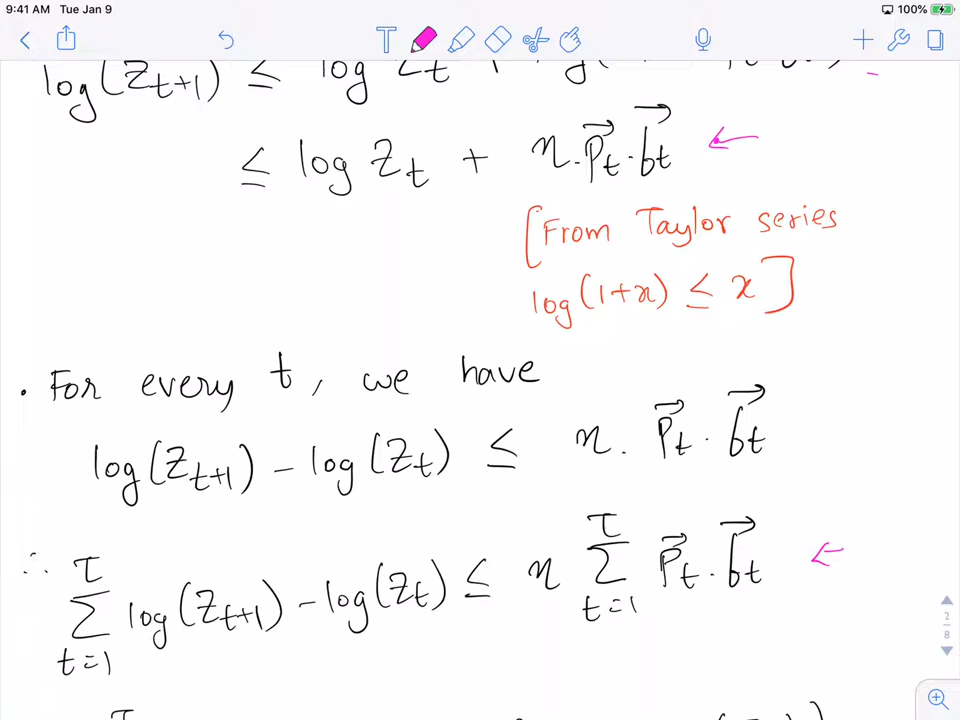 9:41 AM Tue Jan 9 100%
T
log(Z_{t+1}) ≤ log Z_t
≤ log Z_t + η. p⃗_t . b⃗_t ←
[From Taylor series
log(1+x) ≤ x]
. For every t, we have
log(Z_{t+1}) - log(Z_t) ≤ η. p⃗_t . b⃗_t
∴ Σ_{t=1}^{T} log(Z_{t+1}) - log(Z_t) ≤ η Σ_{t=1}^{T} p⃗_t . b⃗_t ←
2
8